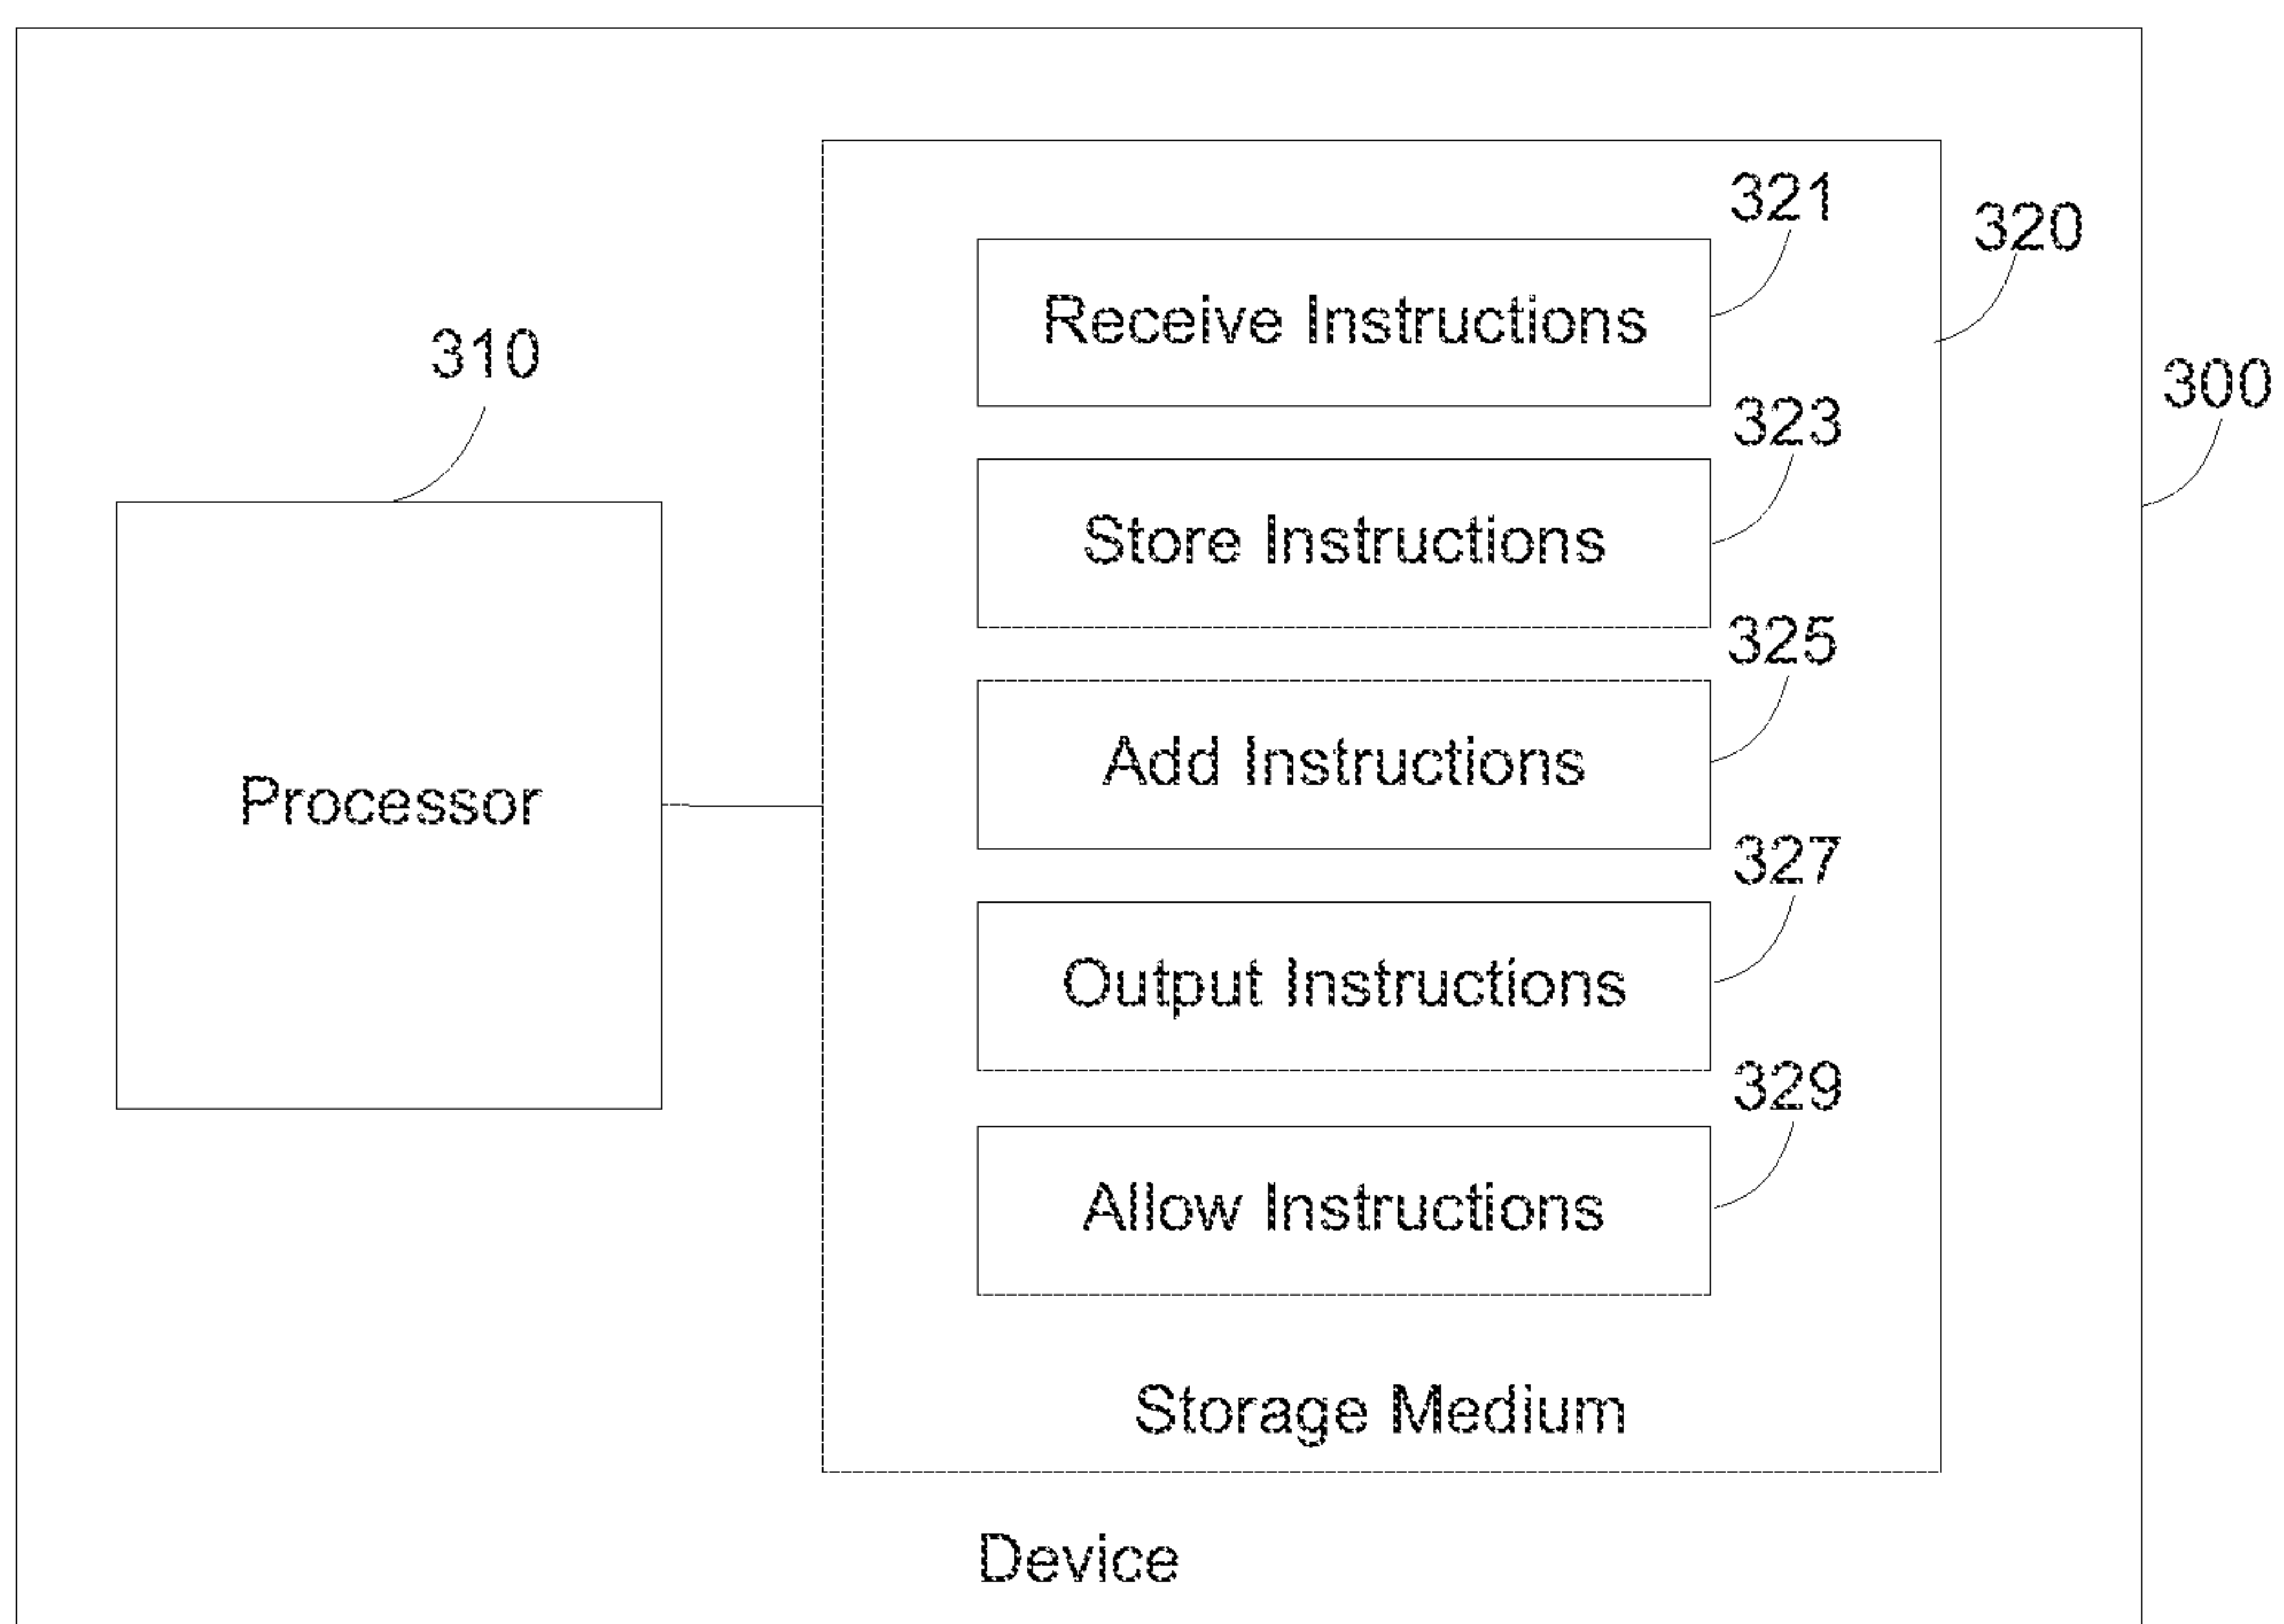 321
320
Receive Instructions
310
300
323
Store Instructions
325
Add Instructions
Processor
327
Output Instructions
329
Allow Instructions
Storage Medium
Device